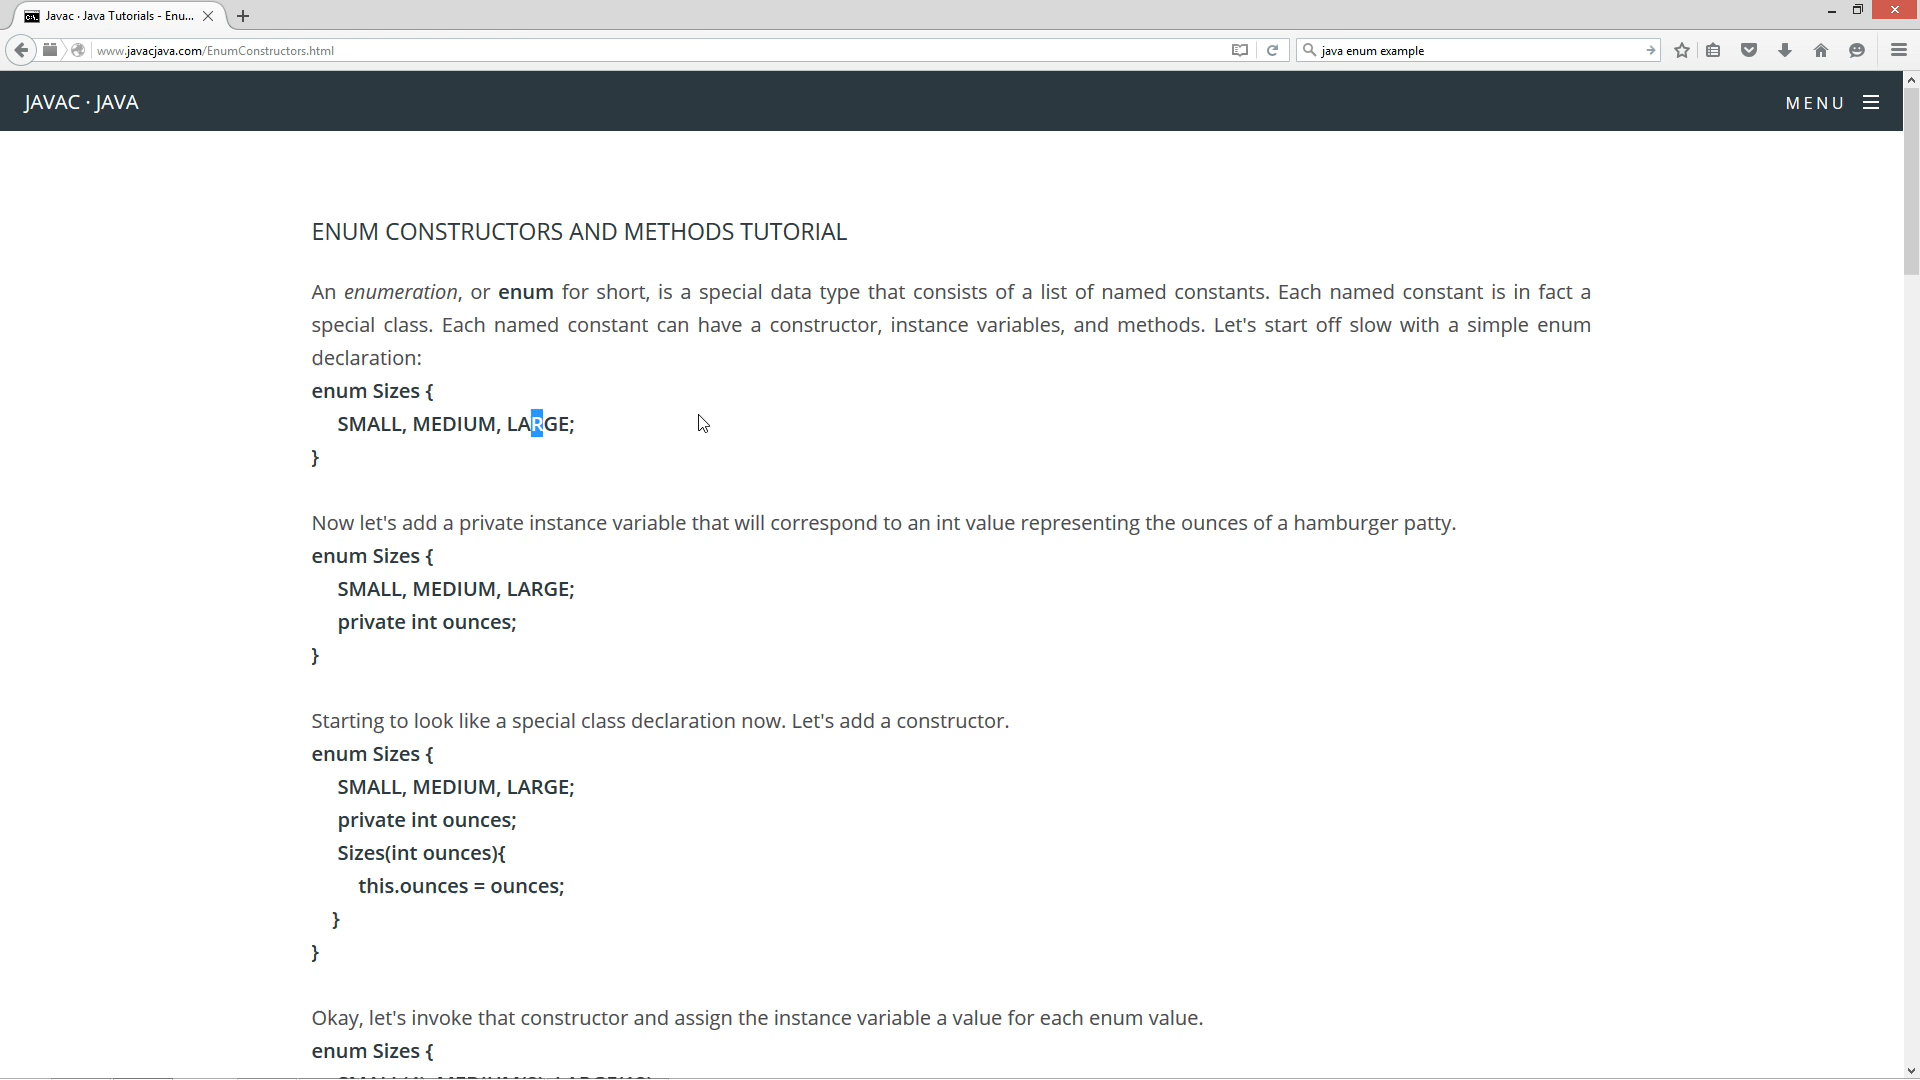 Javac · Java Tutorials - Enu...
www.javacjava.com/EnumConstructors.html
java enum example
JAVAC · JAVA
MENU
ENUM CONSTRUCTORS AND METHODS TUTORIAL
An enumeration, or enum for short, is a special data type that consists of a list of named constants. Each named constant is in fact a
special class. Each named constant can have a constructor, instance variables, and methods. Let's start off slow with a simple enum
declaration:
enum Sizes {
SMALL, MEDIUM, LARGE;
}
Now let's add a private instance variable that will correspond to an int value representing the ounces of a hamburger patty.
enum Sizes {
SMALL, MEDIUM, LARGE;
private int ounces;
}
Starting to look like a special class declaration now. Let's add a constructor.
enum Sizes {
SMALL, MEDIUM, LARGE;
private int ounces;
Sizes(int ounces){
this.ounces = ounces;
}
}
Okay, let's invoke that constructor and assign the instance variable a value for each enum value.
enum Sizes {